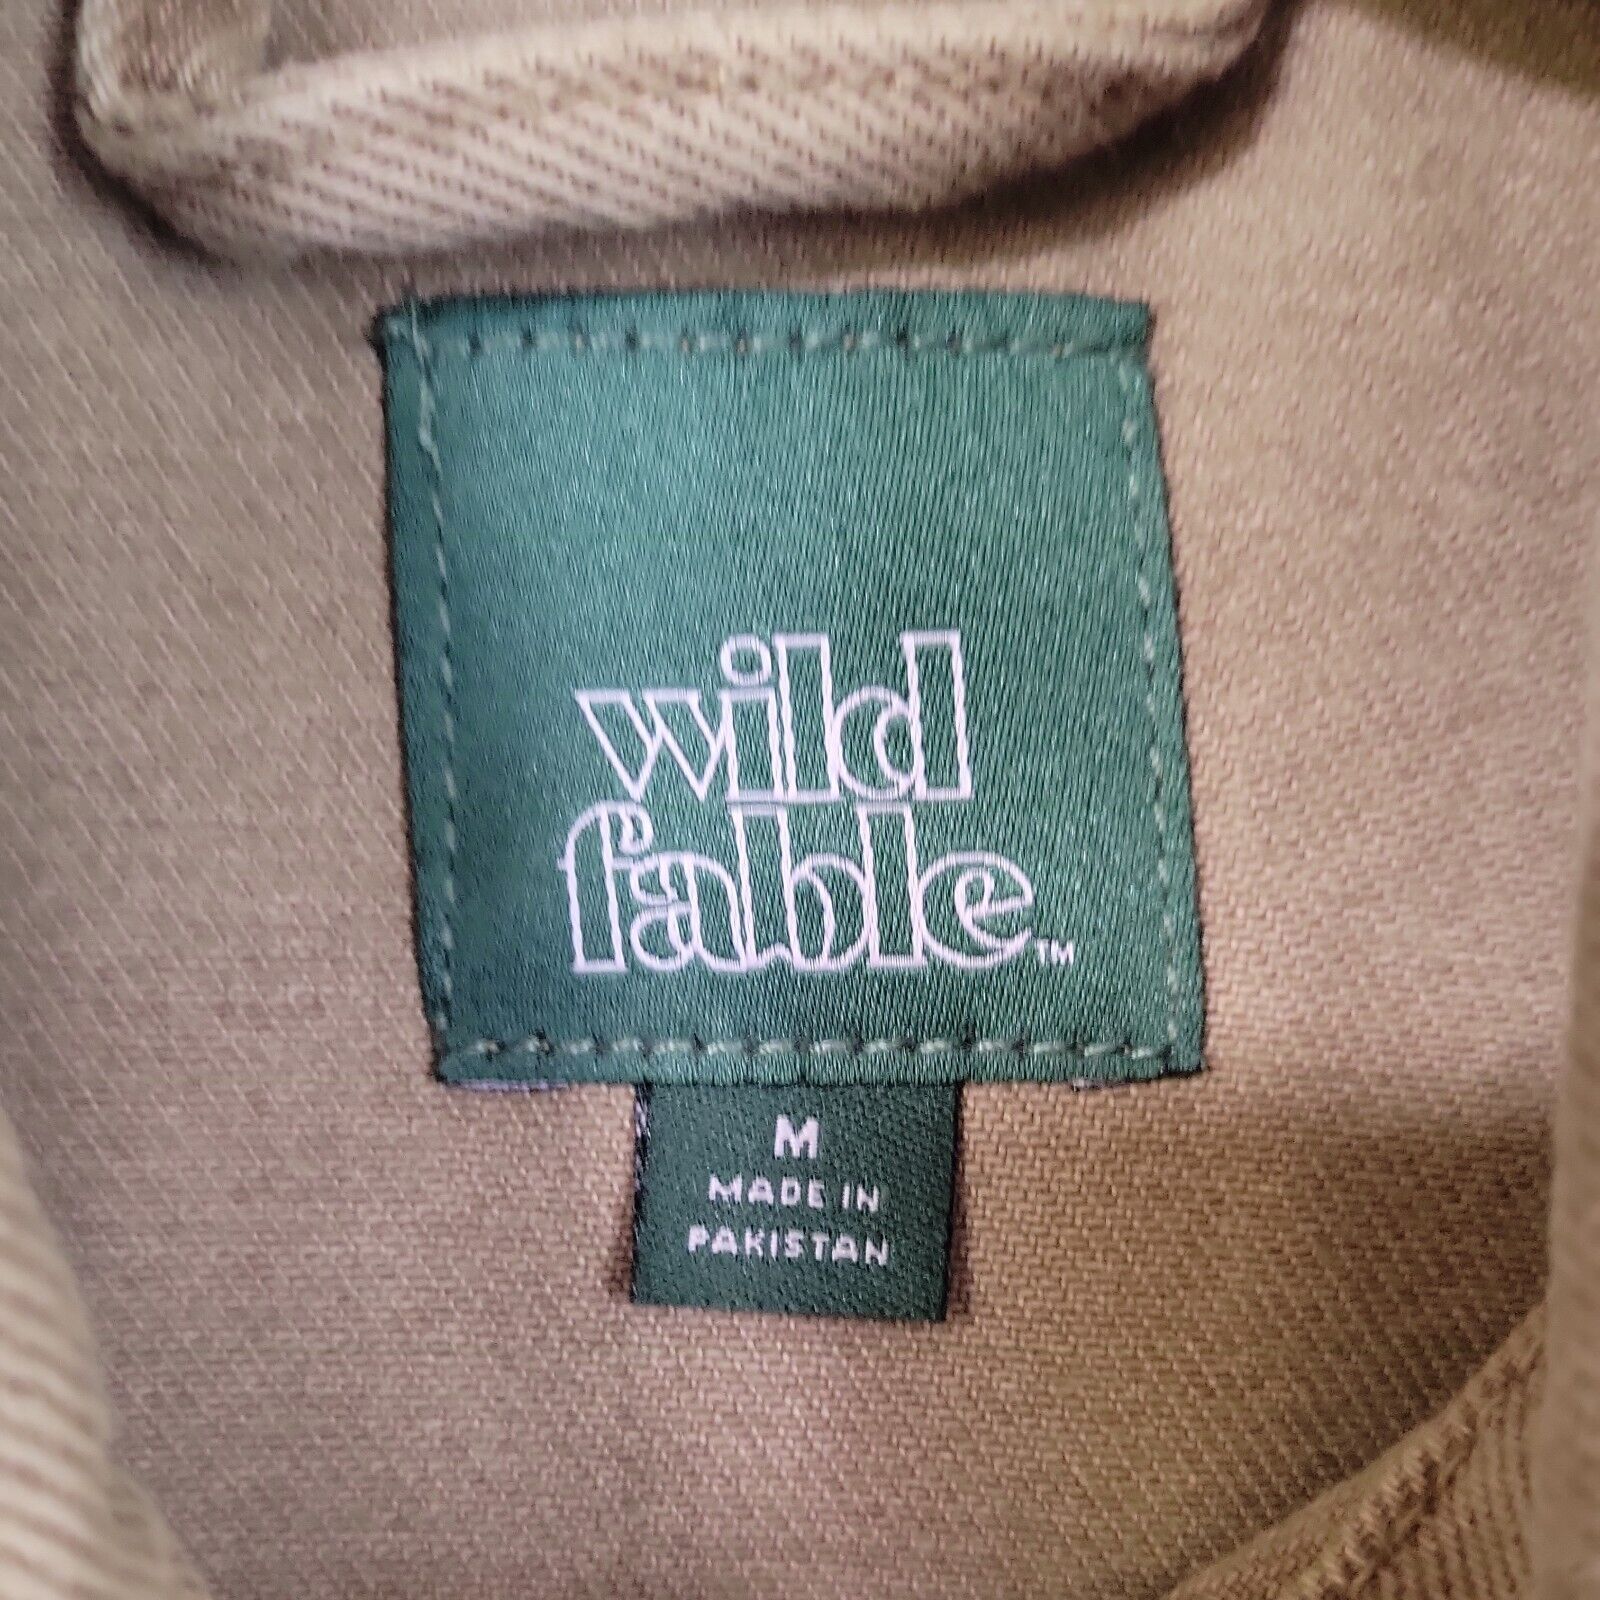 wild
fable™
M
MADE IN
PAKISTAN